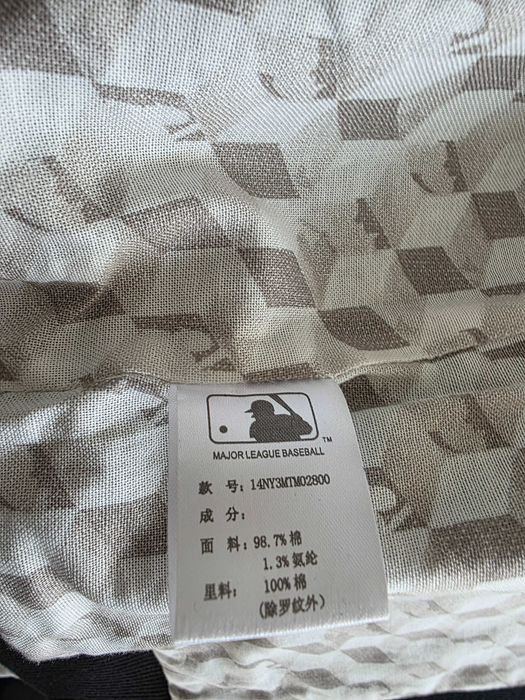 TM
MAJOR LEAGUE BASEBALL
款 号: 14NY3MTM02800
成 分:
面 料: 98.7% 棉
1.3% 氨纶
里料: 100% 棉
(除罗纹外)